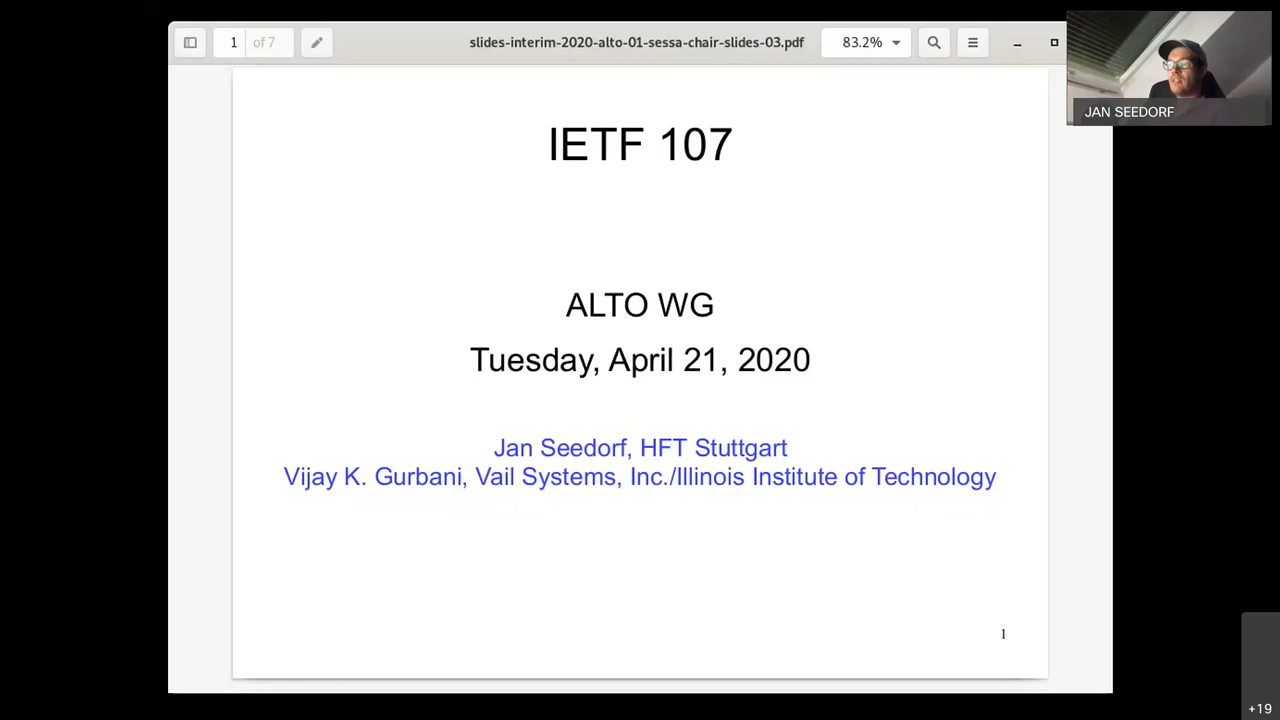 1 of 7
slides-interim-2020-alto-01-sessa-chair-slides-03.pdf
83.2%
JAN SEEDORF
IETF 107
ALTO WG
Tuesday, April 21, 2020
Jan Seedorf, HFT Stuttgart
Vijay K. Gurbani, Vail Systems, Inc./Illinois Institute of Technology
1
+19